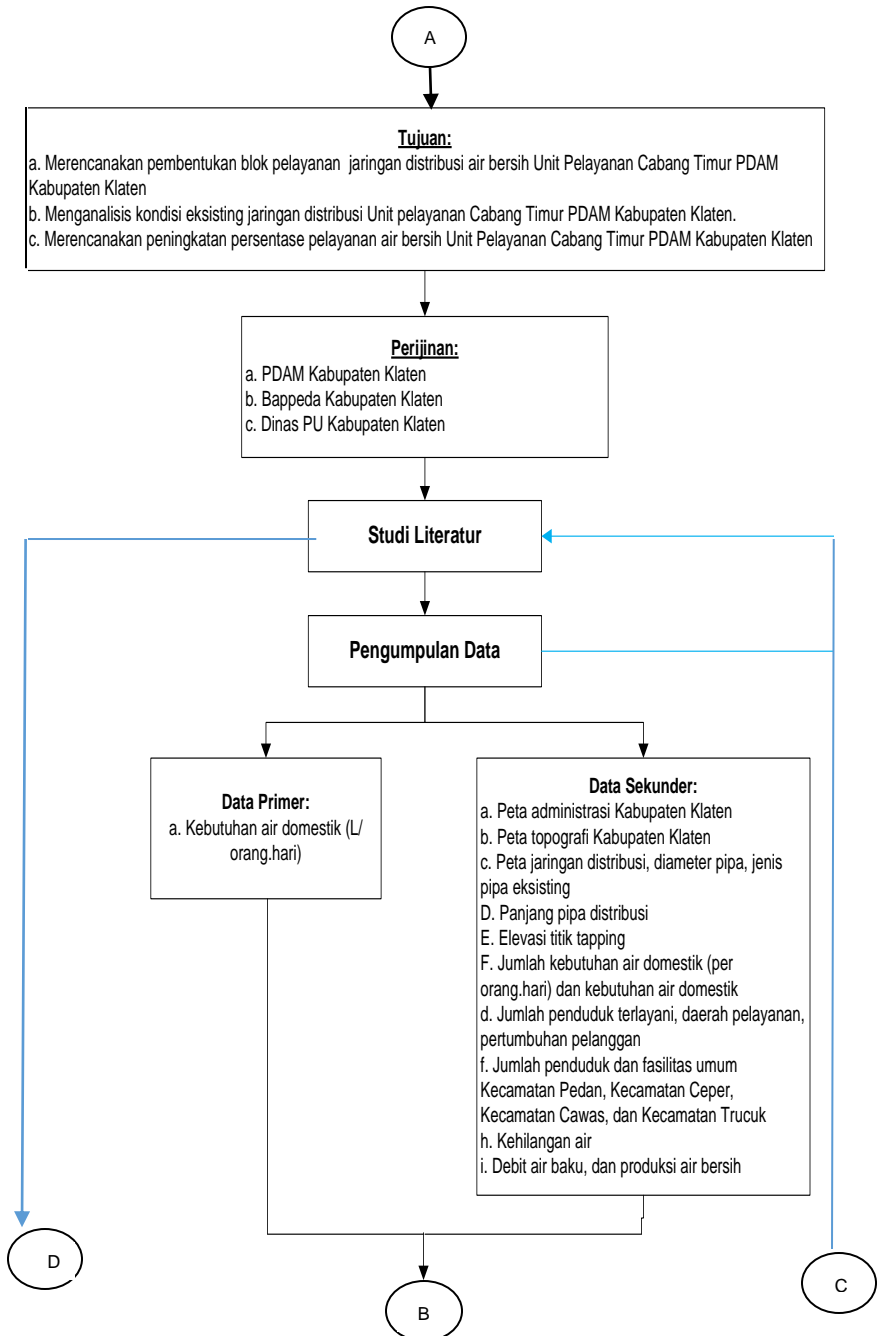 A
Tujuan:
a. Merencanakan pembentukan blok pelayanan jaringan distribusi air bersih Unit Pelayanan Cabang Timur PDAM
Kabupaten Klaten
b. Menganalisis kondisi eksisting jaringan distribusi Unit pelayanan Cabang Timur PDAM Kabupaten Klaten.
c. Merencanakan peningkatan persentase pelayanan air bersih Unit Pelayanan Cabang Timur PDAM Kabupaten Klaten
Perijinan:
a. PDAM Kabupaten Klaten
b. Bappeda Kabupaten Klaten
c. Dinas PU Kabupaten Klaten
Studi Literatur
Pengumpulan Data
Data Primer:
a. Kebutuhan air domestik (L/
orang.hari)
Data Sekunder:
a. Peta administrasi Kabupaten Klaten
b. Peta topografi Kabupaten Klaten
c. Peta jaringan distribusi, diameter pipa, jenis
pipa eksisting
D. Panjang pipa distribusi
E. Elevasi titik tapping
F. Jumlah kebutuhan air domestik (per
orang.hari) dan kebutuhan air domestik
d. Jumlah penduduk terlayani, daerah pelayanan,
pertumbuhan pelanggan
f. Jumlah penduduk dan fasilitas umum
Kecamatan Pedan, Kecamatan Ceper,
Kecamatan Cawas, dan Kecamatan Trucuk
h. Kehilangan air
i. Debit air baku, dan produksi air bersih
D
B
C